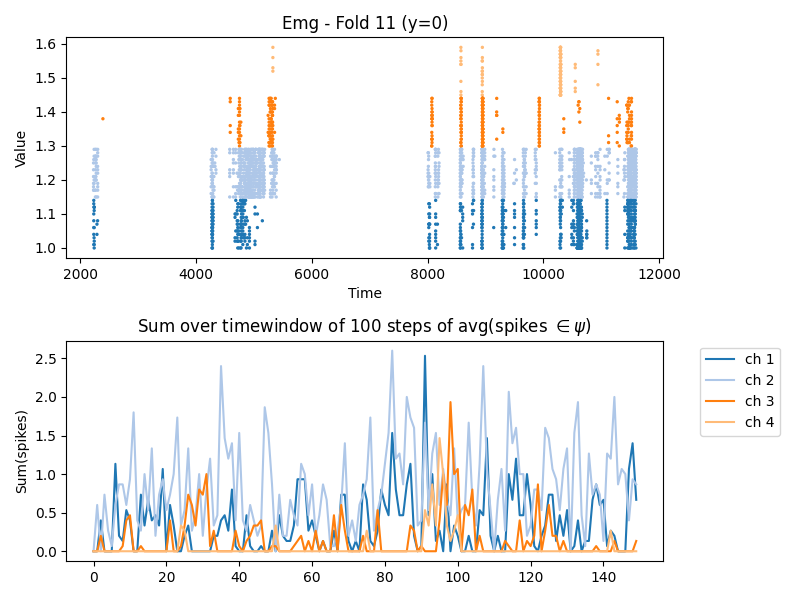 Emg - Fold 11 (y=0)
1.6
1.5
1.4
1.3
1.2
1.1
1.0
Value
2000 4000 6000 8000 10000 12000
Time
Sum over timewindow of 100 steps of avg(spikes ∈ ψ)
2.5
2.0
1.5
1.0
0.5
0.0
Sum(spikes)
0 20 40 60 80 100 120 140
ch 1
ch 2
ch 3
ch 4